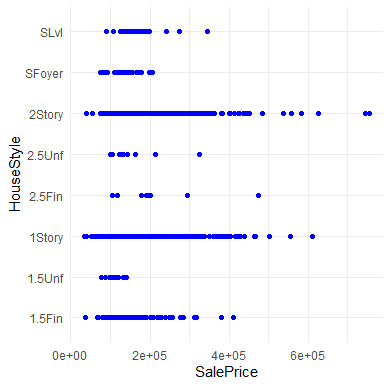 SLvl
SFoyer
2Story
2.5Unf
2.5Fin
1Story
1.5Unf
1.5Fin
HouseStyle
0e+00 2e+05 4e+05 6e+05
SalePrice